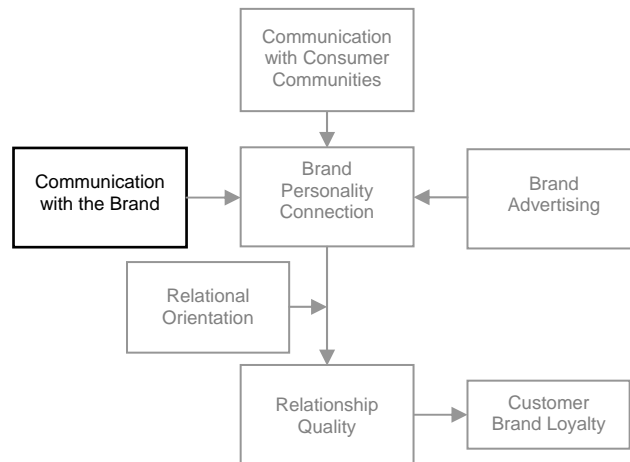 Communication
with Consumer
Communities
Communication
with the Brand
Brand
Personality
Connection
Brand
Advertising
Relational
Orientation
Relationship
Quality
Customer
Brand Loyalty